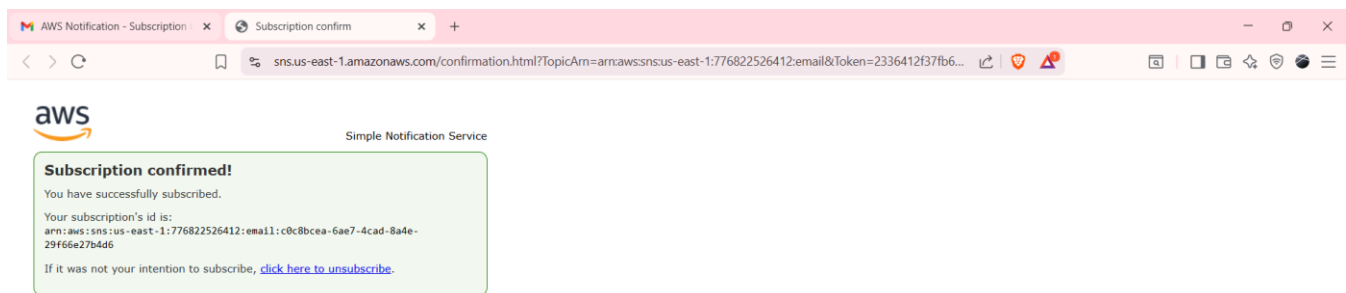 AWS Notification - Subscription
Subscription confirm
sns.us-east-1.amazonaws.com/confirmation.html?TopicArn=arn:aws:sns:us-east-1:776822526412:email&Token=2336412f37fb6...
aws
Simple Notification Service
Subscription confirmed!
You have successfully subscribed.
Your subscription's id is:
arn:aws:sns:us-east-1:776822526412:email:c0c8bcea-6ae7-4cad-8a4e-
29f66e27b4d6
If it was not your intention to subscribe, click here to unsubscribe.